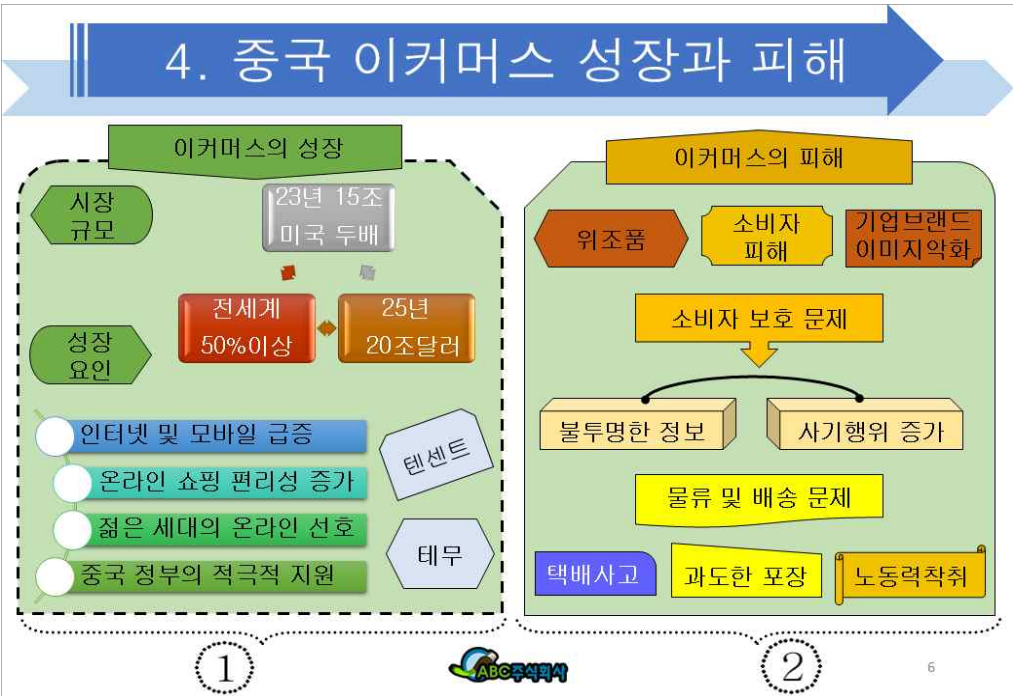 4. 중국 이커머스 성장과 피해
이커머스의 성장
시장
규모
23년 15조
미국 두배
전세계
50%이상
25년
20조달러
성장
요인
인터넷 및 모바일 급증
온라인 쇼핑 편리성 증가
젊은 세대의 온라인 선호
중국 정부의 적극적 지원
텐센트
테무
1
이커머스의 피해
위조품
소비자
피해
기업브랜드
이미지악화
소비자 보호 문제
불투명한 정보
사기행위 증가
물류 및 배송 문제
택배사고
과도한 포장
노동력착취
2
ABC주식회사
6